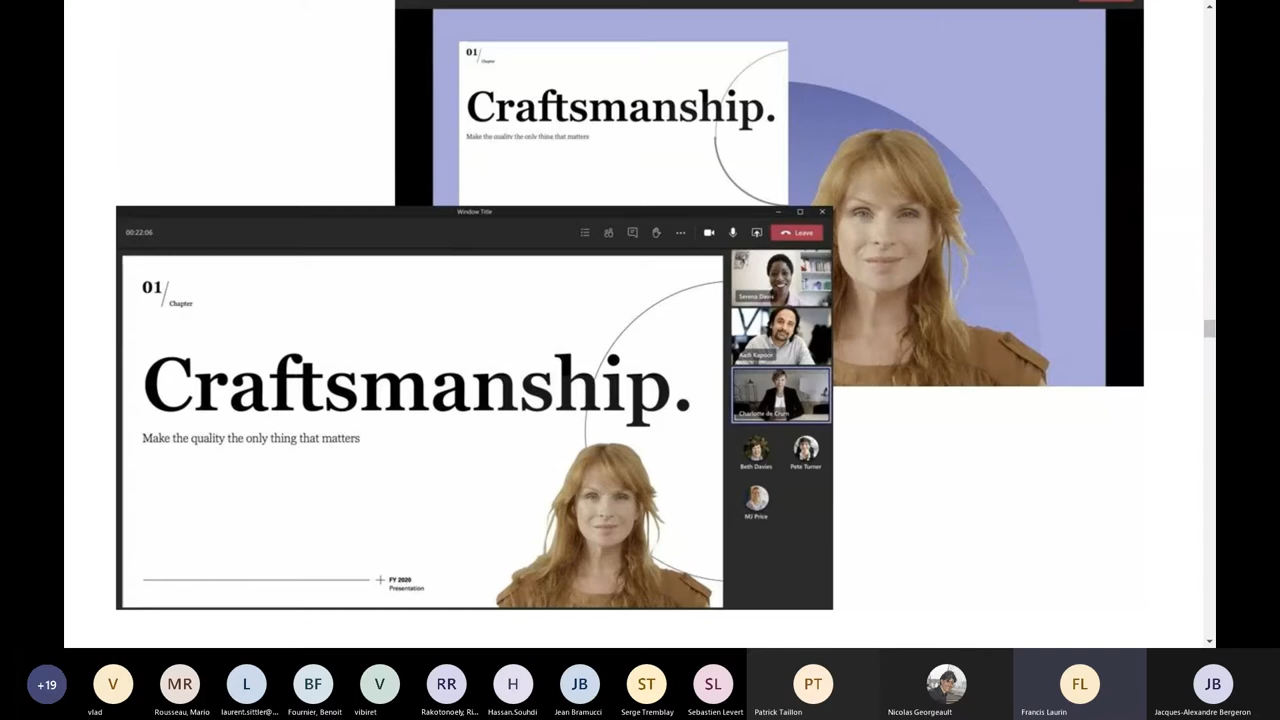 01
Chapter
Craftsmanship.
Make the quality the only thing that matters
Window Title
00:22:06
Leave
01
Chapter
Craftsmanship.
Make the quality the only thing that matters
FY 2020
Presentation
Serena Davis
Aadi Kapoor
Charlotte de Crum
Beth Davies
Pete Turner
MJ Price
+19
V
MR
L
BF
V
RR
H
JB
ST
SL
PT
FL
JB
vlad
Rousseau, Mario
laurent.sittler@...
Fournier, Benoit
vibiret
Rakotonoely, Ri...
Hassan.Souhdi
Jean Bramucci
Serge Tremblay
Sebastien Levert
Patrick Taillon
Nicolas Georgeault
Francis Laurin
Jacques-Alexandre Bergeron